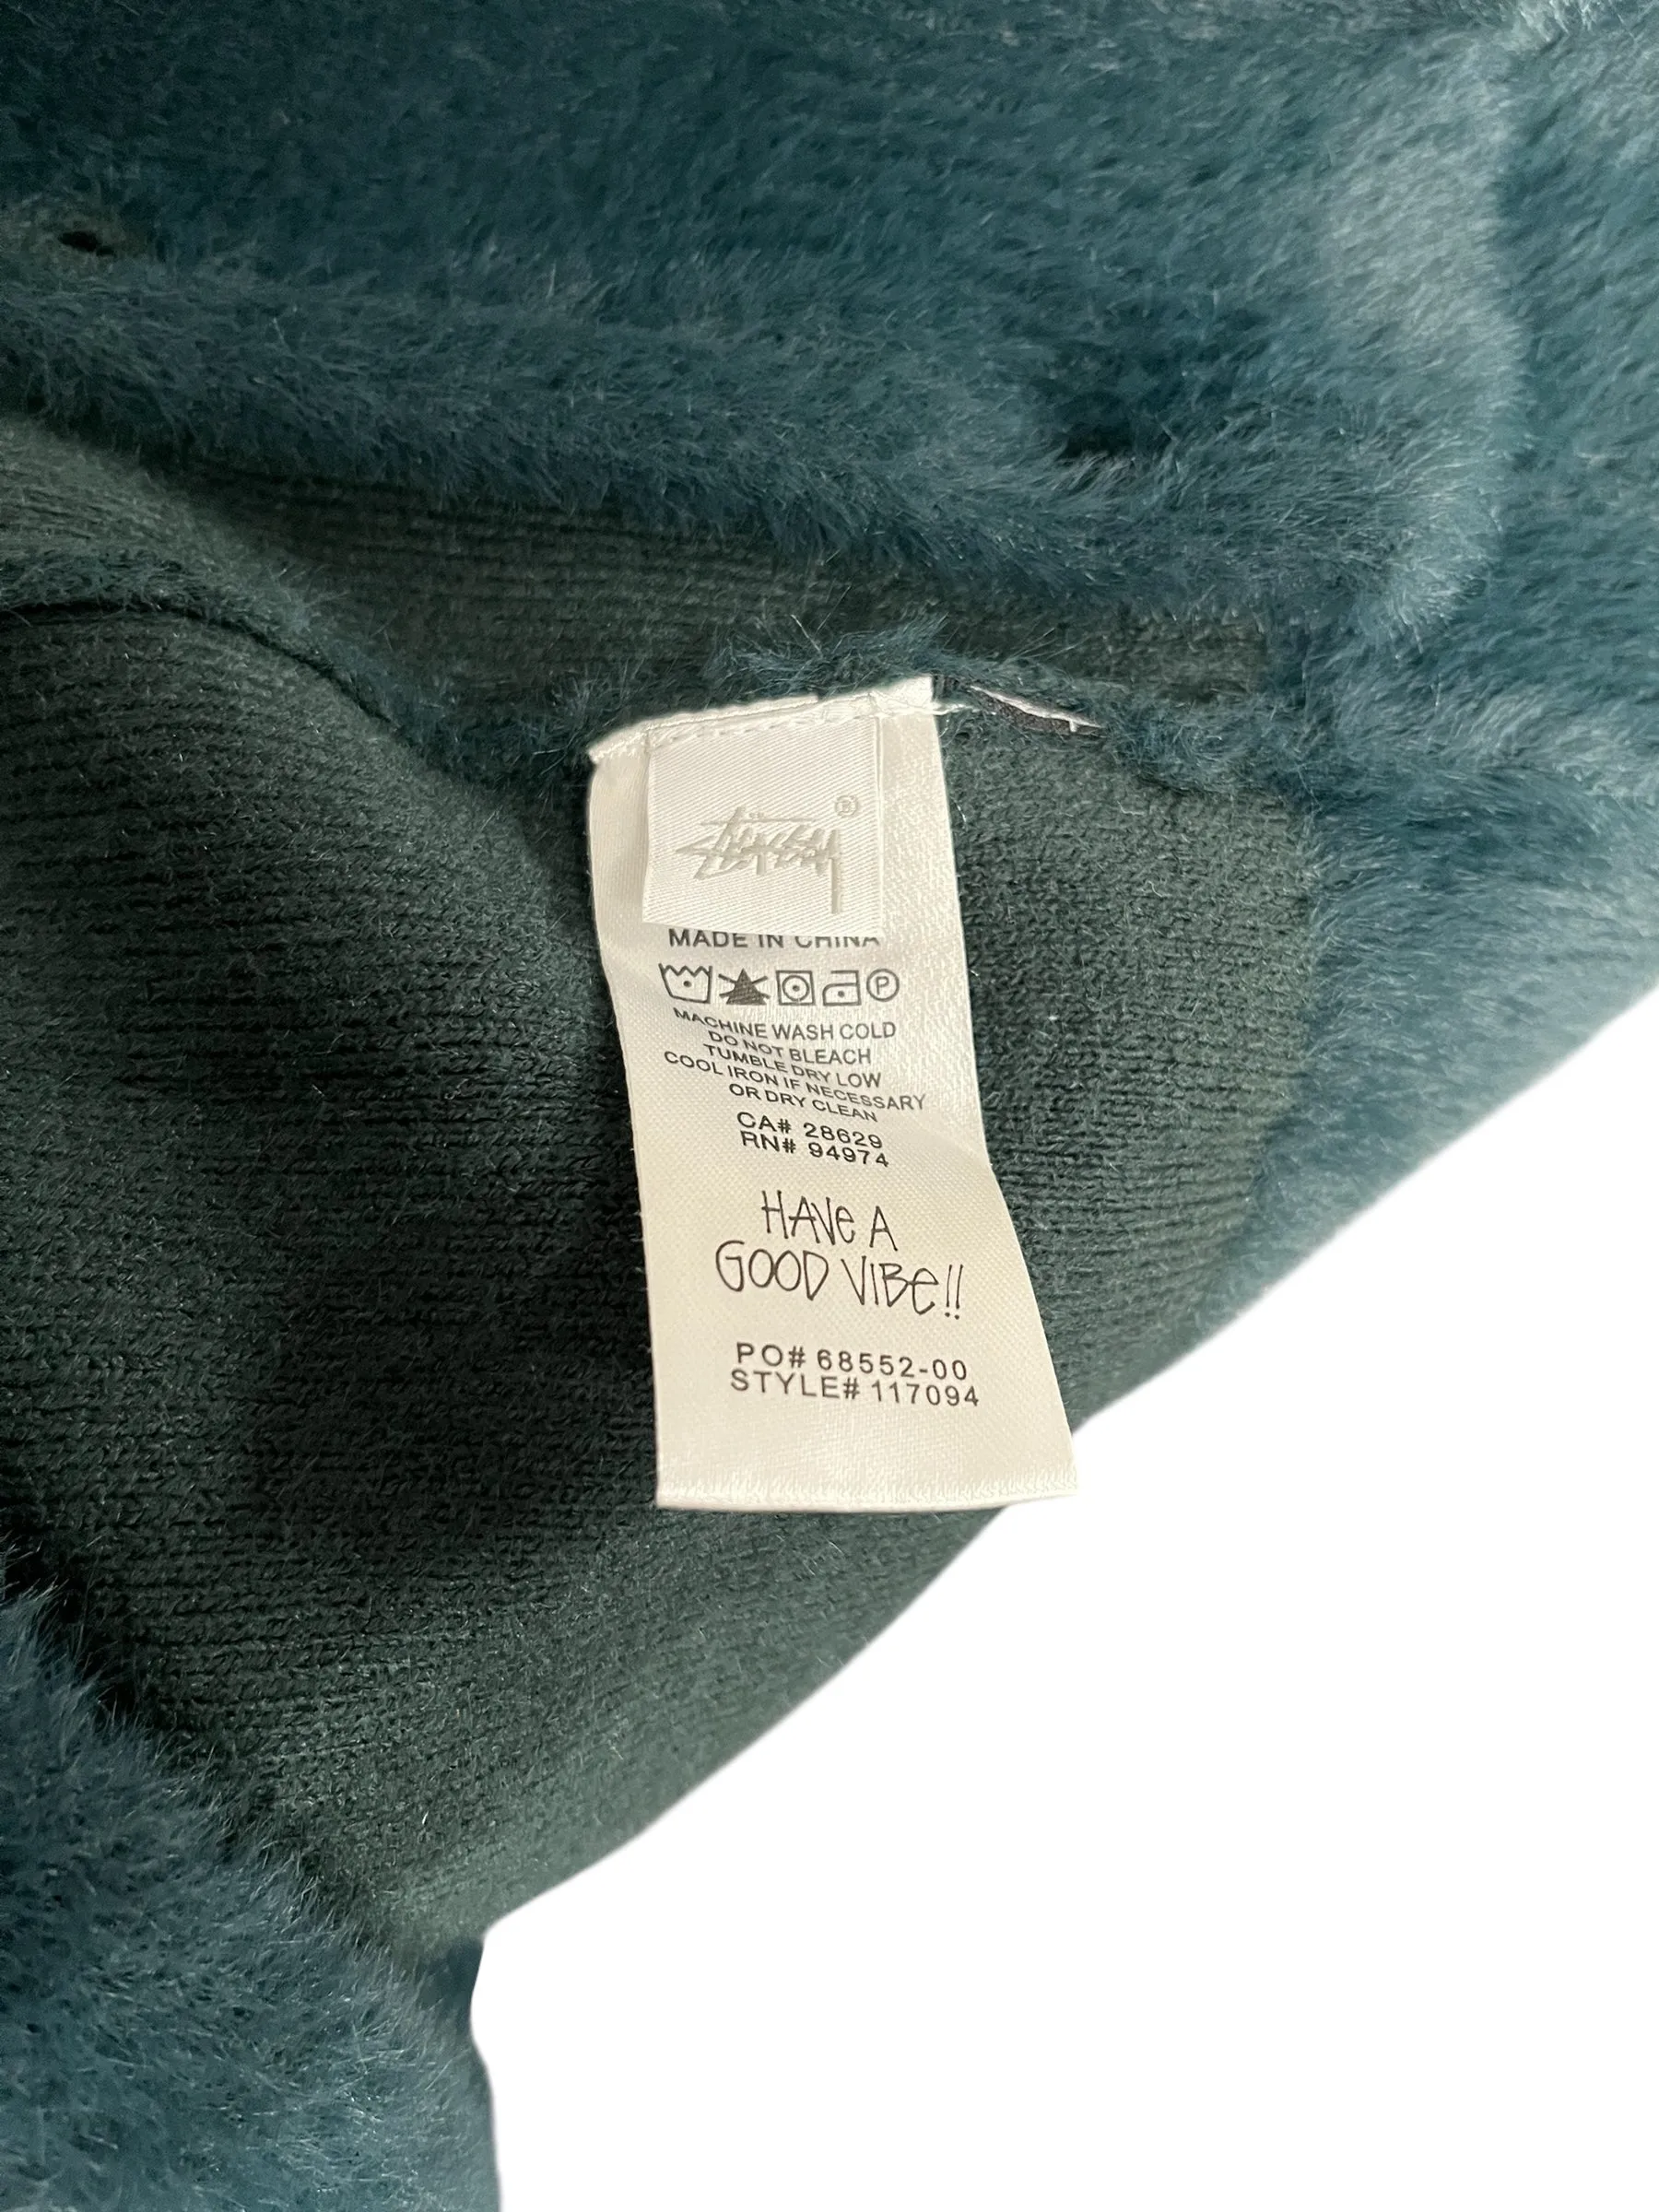 Stüssy ®
MADE IN CHINA
P
MACHINE WASH COLD
DO NOT BLEACH
TUMBLE DRY LOW
COOL IRON IF NECESSARY
OR DRY CLEAN
CA# 28629
RN# 94974
HAVe A
GOOD VIBe!!
PO# 68552-00
STYLE# 117094